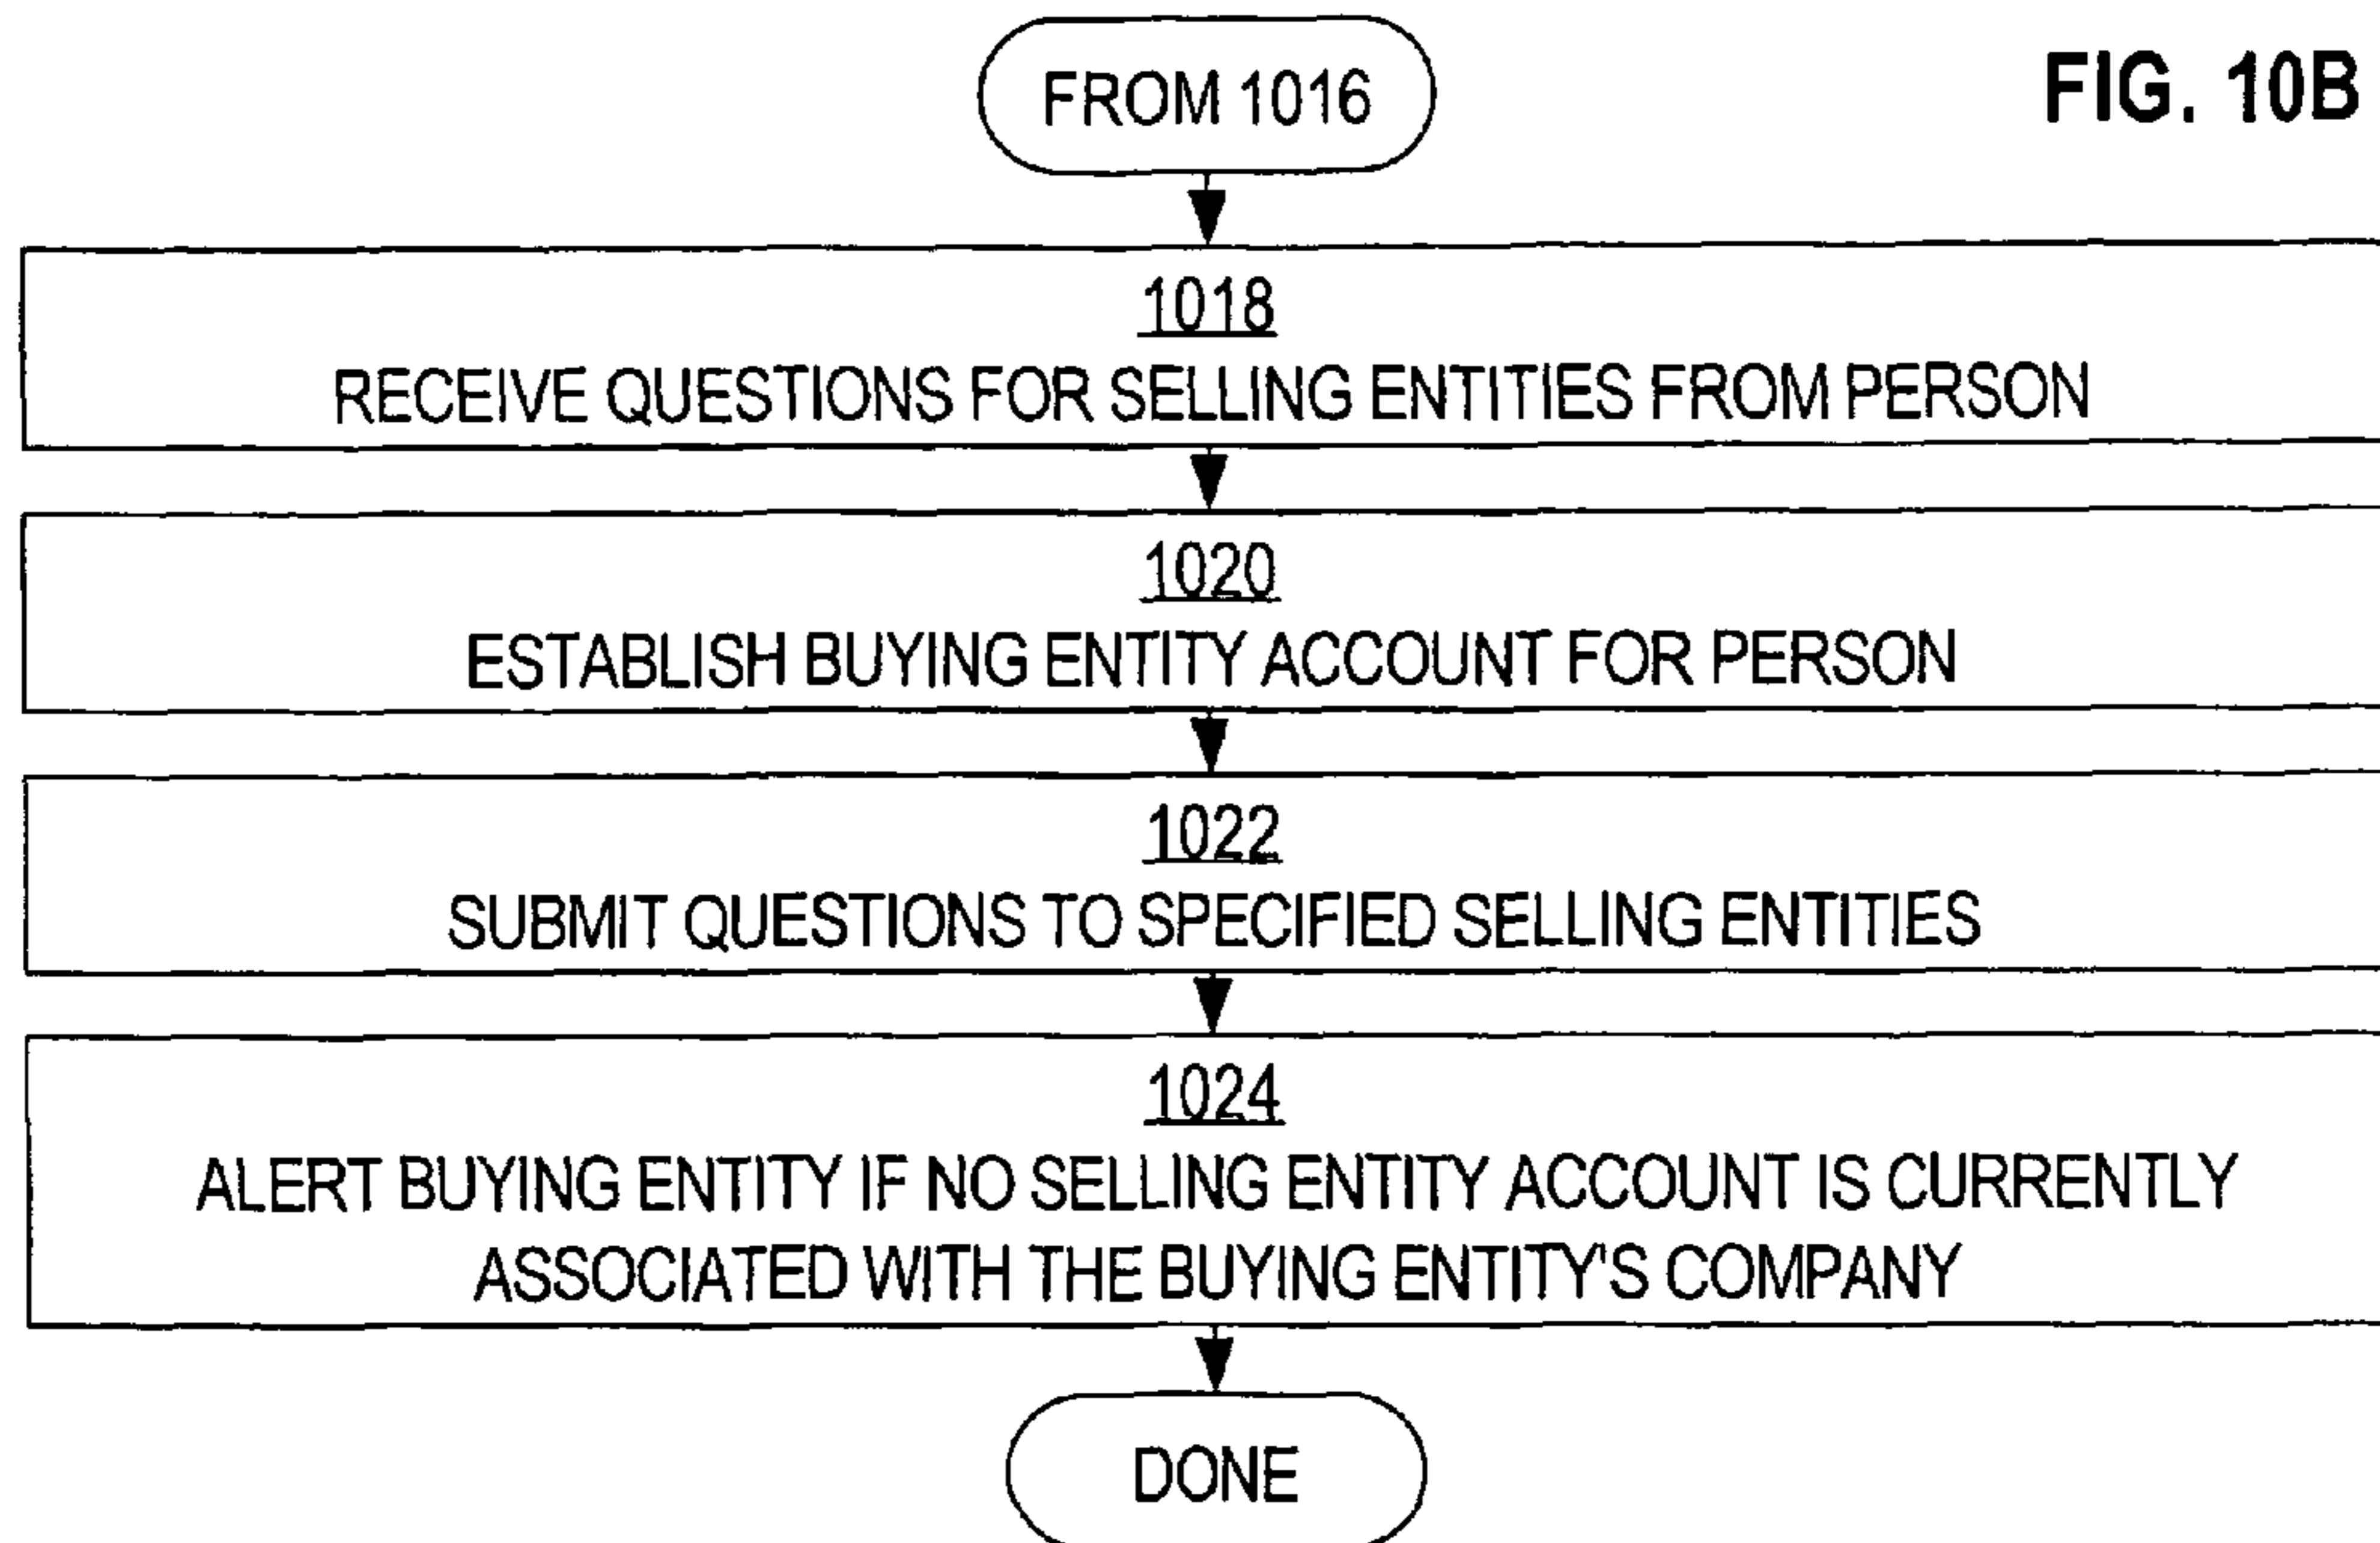 FROM 1016
FIG. 10B
1018
RECEIVE QUESTIONS FOR SELLING ENTITIES FROM PERSON
1020
ESTABLISH BUYING ENTITY ACCOUNT FOR PERSON
1022
SUBMIT QUESTIONS TO SPECIFIED SELLING ENTITIES
1024
ALERT BUYING ENTITY IF NO SELLING ENTITY ACCOUNT IS CURRENTLY
ASSOCIATED WITH THE BUYING ENTITY'S COMPANY
DONE